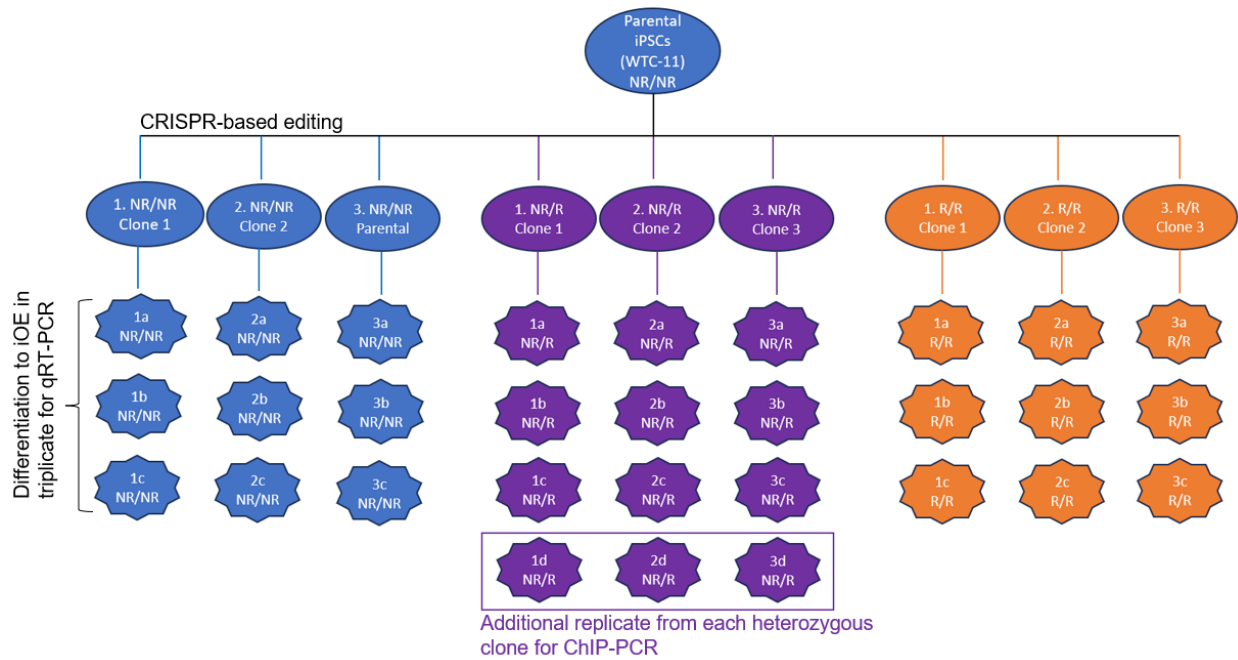 Parental
iPSCs
(WTC-11)
NR/NR
CRISPR-based editing
1. NR/NR
Clone 1
2. NR/NR
Clone 2
3. NR/NR
Parental
1. NR/R
Clone 1
2. NR/R
Clone 2
3. NR/R
Clone 3
1. R/R
Clone 1
2. R/R
Clone 2
3. R/R
Clone 3
Differentiation to iOE in
triplicate for qRT-PCR
1a
NR/NR
2a
NR/NR
3a
NR/NR
1a
NR/R
2a
NR/R
3a
NR/R
1a
R/R
2a
R/R
3a
R/R
1b
NR/NR
2b
NR/NR
3b
NR/NR
1b
NR/R
2b
NR/R
3b
NR/R
1b
R/R
2b
R/R
3b
R/R
1c
NR/NR
2c
NR/NR
3c
NR/NR
1c
NR/R
2c
NR/R
3c
NR/R
1c
R/R
2c
R/R
3c
R/R
1d
NR/R
2d
NR/R
3d
NR/R
Additional replicate from each heterozygous
clone for ChIP-PCR